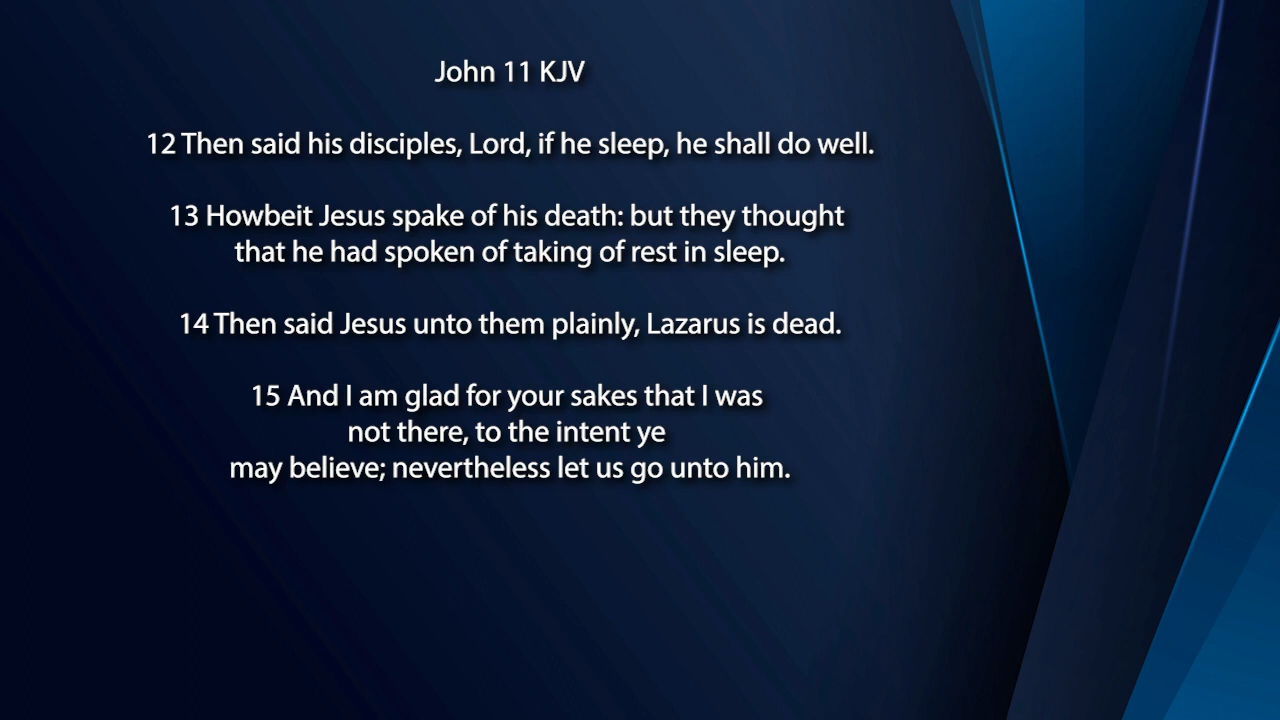 John 11 KJV
12 Then said his disciples, Lord, if he sleep, he shall do well.
13 Howbeit Jesus spake of his death: but they thought
that he had spoken of taking of rest in sleep.
14 Then said Jesus unto them plainly, Lazarus is dead.
15 And I am glad for your sakes that I was
not there, to the intent ye
may believe; nevertheless let us go unto him.